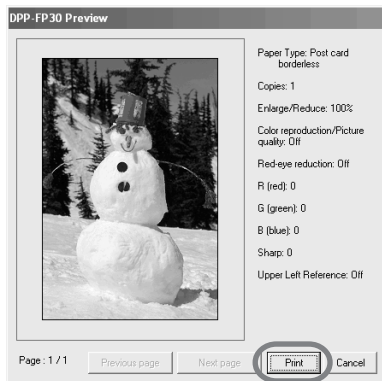 DPP-FP30 Preview
Paper Type: Post card
borderless
Copies: 1
Enlarge/Reduce: 100%
Color reproduction/Picture
quality: Off
Red-eye reduction: Off
R (red): 0
G (green): 0
B (blue): 0
Sharp: 0
Upper Left Reference: Off
Page : 1 / 1
Previous page
Next page
Print
Cancel